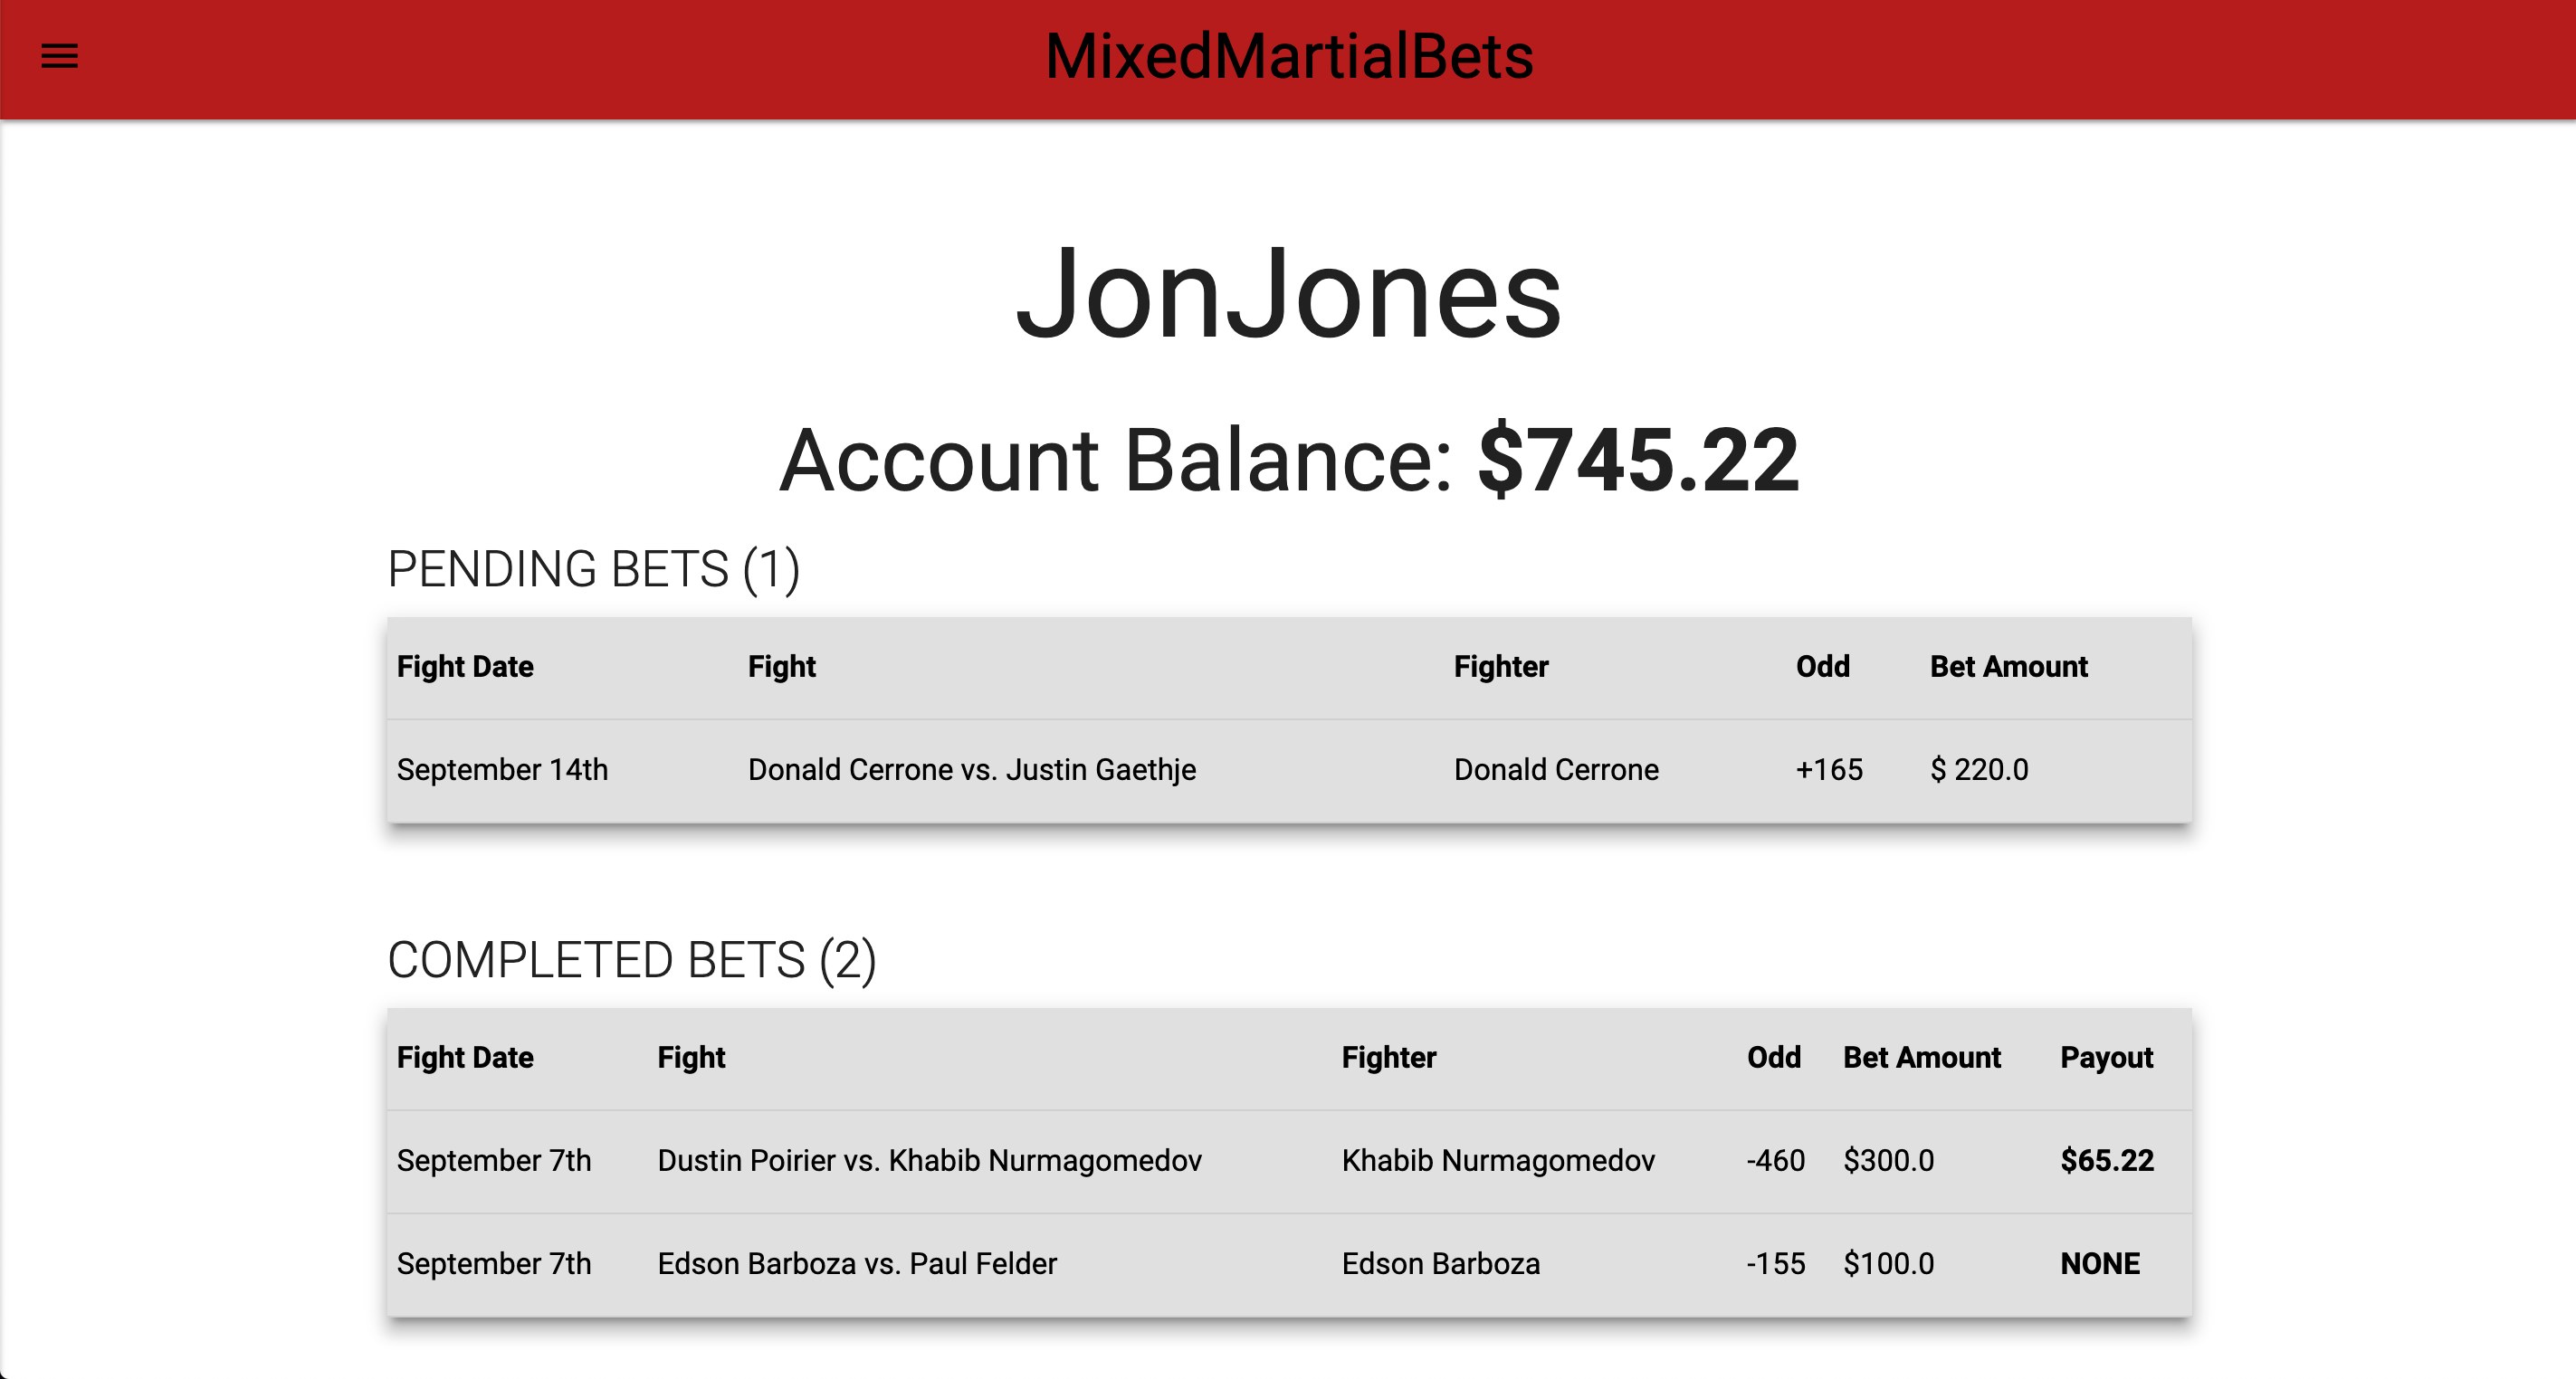 MixedMartialBets
JonJones
Account Balance: $745.22
PENDING BETS (1)
Fight Date Fight Fighter Odd Bet Amount
September 14th Donald Cerrone vs. Justin Gaethje Donald Cerrone +165 $ 220.0
COMPLETED BETS (2)
Fight Date Fight Fighter Odd Bet Amount Payout
September 7th Dustin Poirier vs. Khabib Nurmagomedov Khabib Nurmagomedov -460 $300.0 $65.22
September 7th Edson Barboza vs. Paul Felder Edson Barboza -155 $100.0 NONE